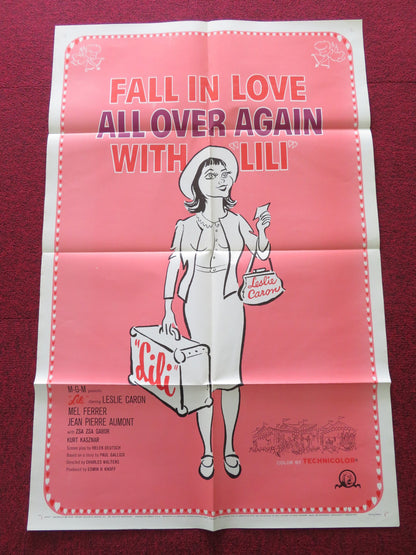 FALL IN LOVE
ALL OVER AGAIN
WITH "LILI"
Leslie
Caron
"Lili"
M-G-M presents
"Lili" starring LESLIE CARON
MEL FERRER
JEAN PIERRE AUMONT
with ZSA ZSA GABOR
KURT KASZNAR
Screen play by HELEN DEUTSCH
Based on a story by PAUL GALLICO
Directed by CHARLES WALTERS
Produced by EDWIN H. KNOPF
COLOR BY TECHNICOLOR